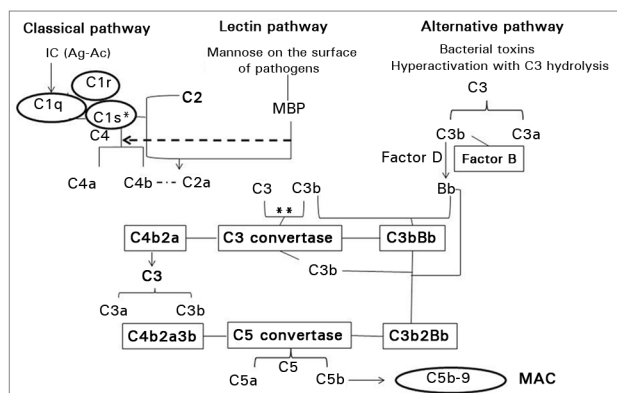 Classical pathway
Lectin pathway
Alternative pathway
IC (Ag-Ac)
Mannose on the surface
of pathogens
Bacterial toxins
Hyperactivation with C3 hydrolysis
C1r
C1q
C1s*
C2
MBP
C3
C4
C3b
C3a
Factor D
Factor B
C4a
C4b
C2a
C3
C3b
Bb
**
C4b2a
C3 convertase
C3bBb
C3
C3b
C3a
C3b
C4b2a3b
C5 convertase
C3b2Bb
C5
C5a
C5b
C5b-9
MAC